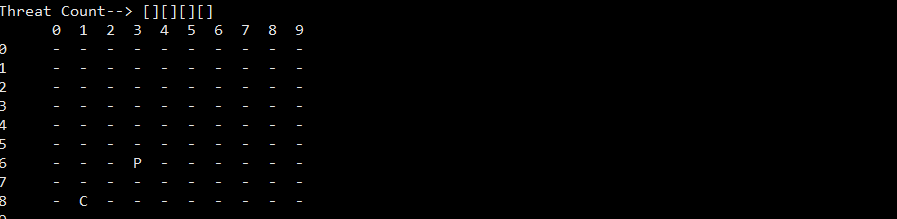 Threat Count--> [][][][]
0 1 2 3 4 5 6 7 8 9
0 - - - - - - - - - -
1 - - - - - - - - - -
2 - - - - - - - - - -
3 - - - - - - - - - -
4 - - - - - - - - - -
5 - - - - - - - - - -
6 - - - P - - - - - -
7 - - - - - - - - - -
8 - C - - - - - - - -